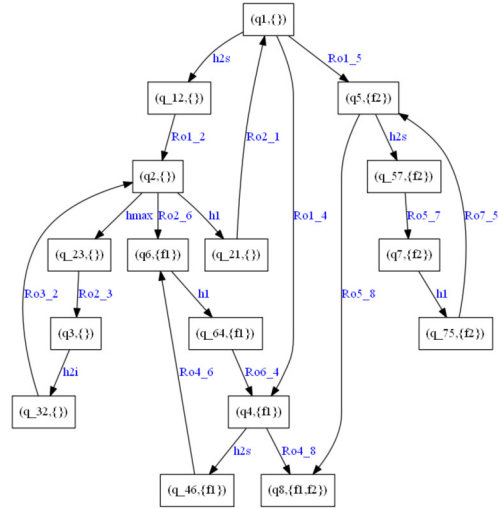 (q1,{})
h2s
Ro1_5
(q_12,{})
(q5,{f2})
Ro1_2
h2s
(q2,{})
(q_57,{f2})
hmax
Ro2_6
h1
Ro2_1
Ro1_4
Ro5_7
Ro7_5
(q_23,{})
(q6,{f1})
(q_21,{})
(q7,{f2})
Ro3_2
Ro2_3
h1
Ro5_8
h1
(q3,{})
(q_64,{f1})
(q_75,{f2})
h2i
Ro4_6
Ro6_4
(q_32,{})
(q4,{f1})
h2s
Ro4_8
(q_46,{f1})
(q8,{f1,f2})